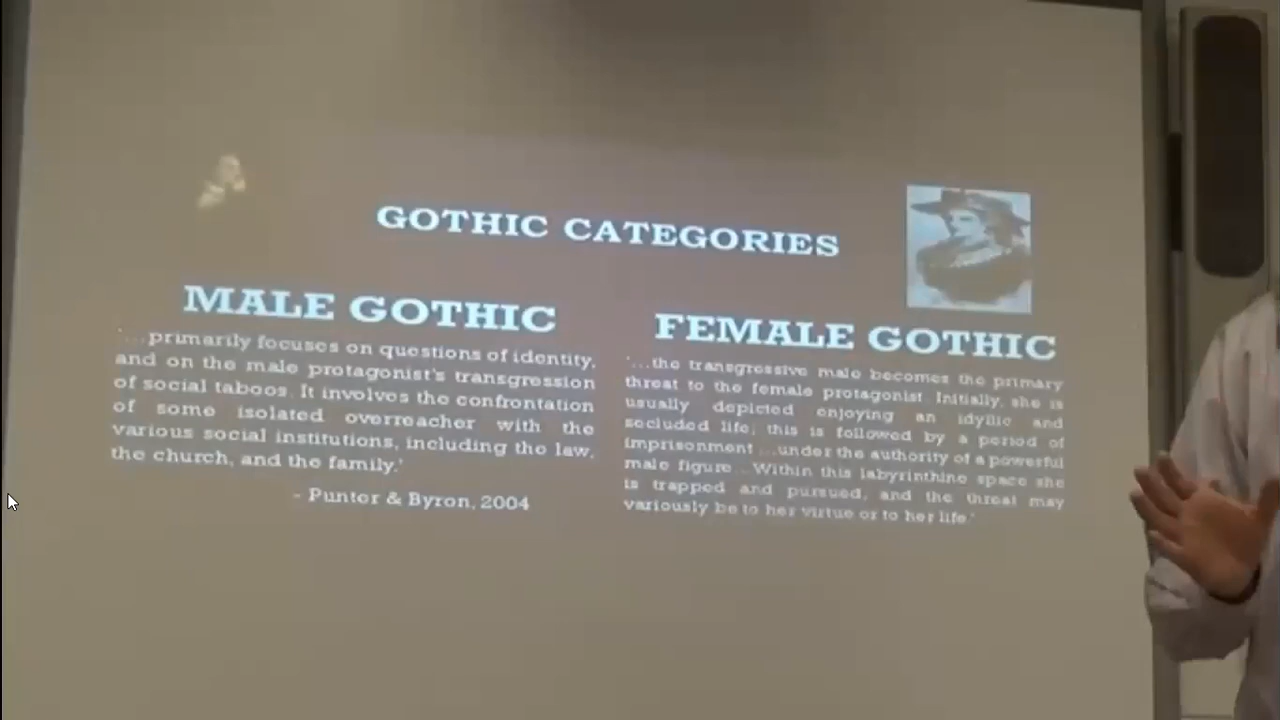 GOTHIC CATEGORIES
MALE GOTHIC
'...primarily focuses on questions of identity,
and on the male protagonist's transgression
of social taboos. It involves the confrontation
of some isolated overreacher with the
various social institutions, including the law,
the church, and the family.'
- Punter & Byron, 2004
FEMALE GOTHIC
'...the transgressive male becomes the primary
threat to the female protagonist. Initially, she is
usually depicted enjoying an idyllic and
secluded life; this is followed by a period of
imprisonment ...under the authority of a powerful
male figure ...Within this labyrinthine space she
is trapped and pursued, and the threat may
variously be to her virtue or to her life.'